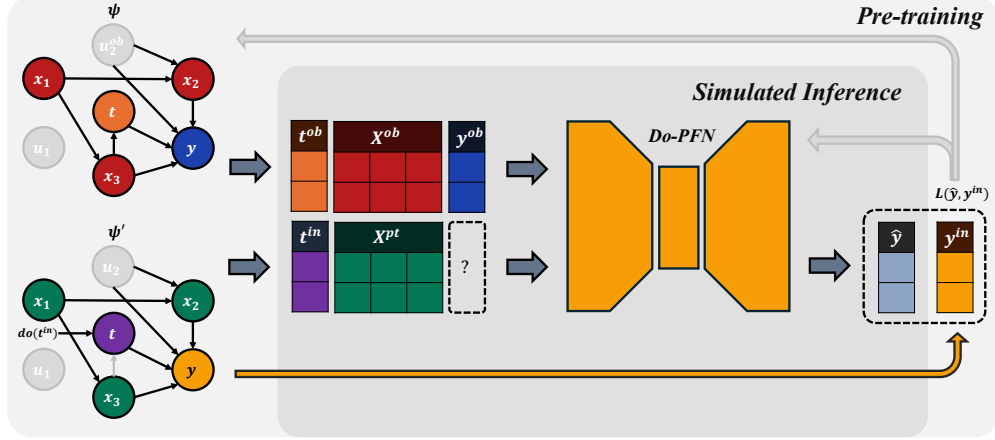 Pre-training
Simulated Inference
ψ
u₂ᵒᵇ
x₁
x₂
t
u₁
y
x₃
tᵒᵇ
Xᵒᵇ
yᵒᵇ
tⁱⁿ
Xᵖᵗ
?
Do-PFN
L(ŷ, yⁱⁿ)
ŷ
yⁱⁿ
ψ′
u₂
x₁
x₂
do(tⁱⁿ)
t
u₁
y
x₃